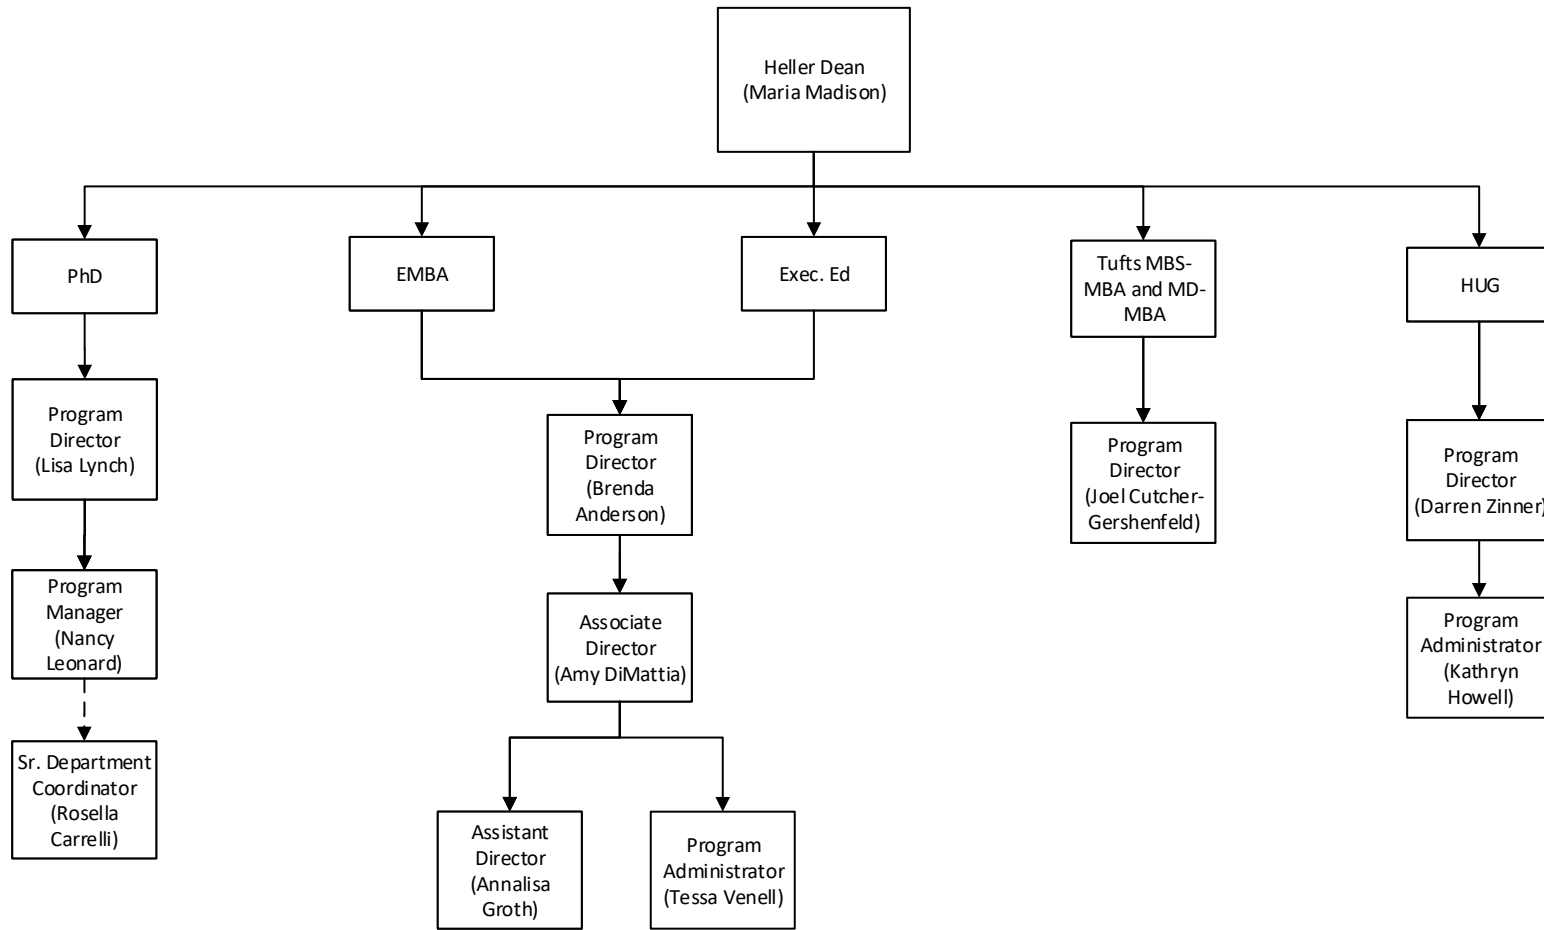 Heller Dean
(Maria Madison)
PhD
EMBA
Exec. Ed
Tufts MBS-
MBA and MD-
MBA
HUG
Program
Director
(Lisa Lynch)
Program
Director
(Brenda
Anderson)
Program
Director
(Joel Cutcher-
Gershenfeld)
Program
Director
(Darren Zinner)
Program
Manager
(Nancy
Leonard)
Associate
Director
(Amy DiMattia)
Program
Administrator
(Kathryn
Howell)
Sr. Department
Coordinator
(Rosella
Carrelli)
Assistant
Director
(Annalisa
Groth)
Program
Administrator
(Tessa Venell)